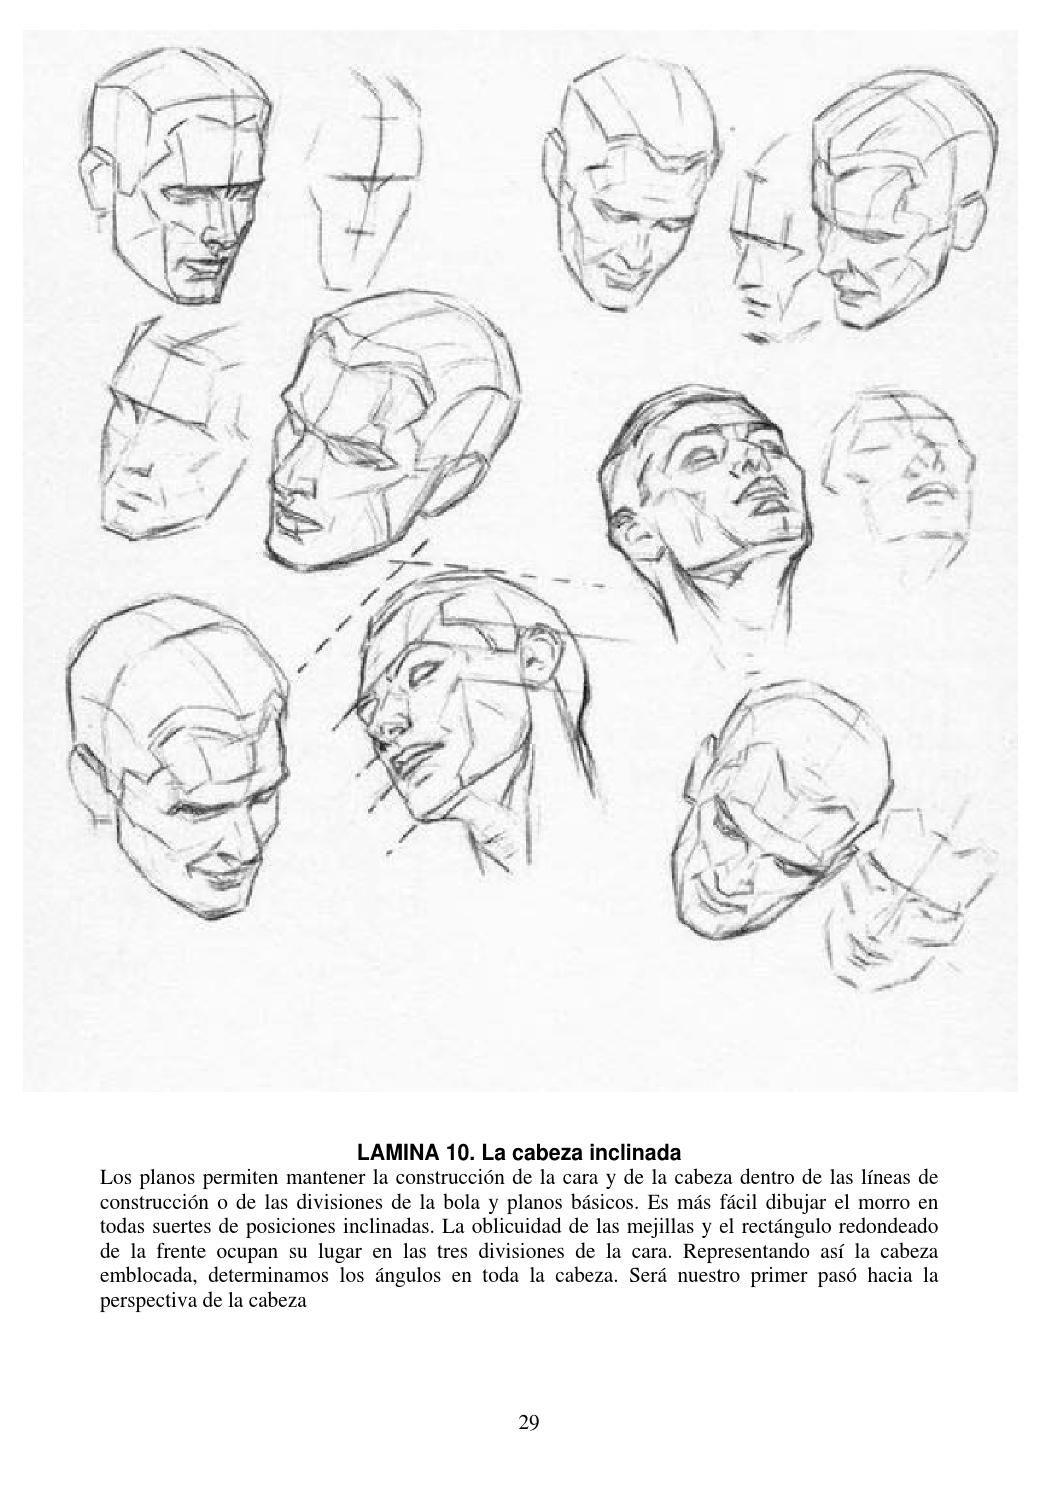 LAMINA 10. La cabeza inclinada
Los planos permiten mantener la construcción de la cara y de la cabeza dentro de las líneas de
construcción o de las divisiones de la bola y planos básicos. Es más fácil dibujar el morro en
todas suertes de posiciones inclinadas. La oblicuidad de las mejillas y el rectángulo redondeado
de la frente ocupan su lugar en las tres divisiones de la cara. Representando así la cabeza
emblocada, determinamos los ángulos en toda la cabeza. Será nuestro primer pasó hacia la
perspectiva de la cabeza
29